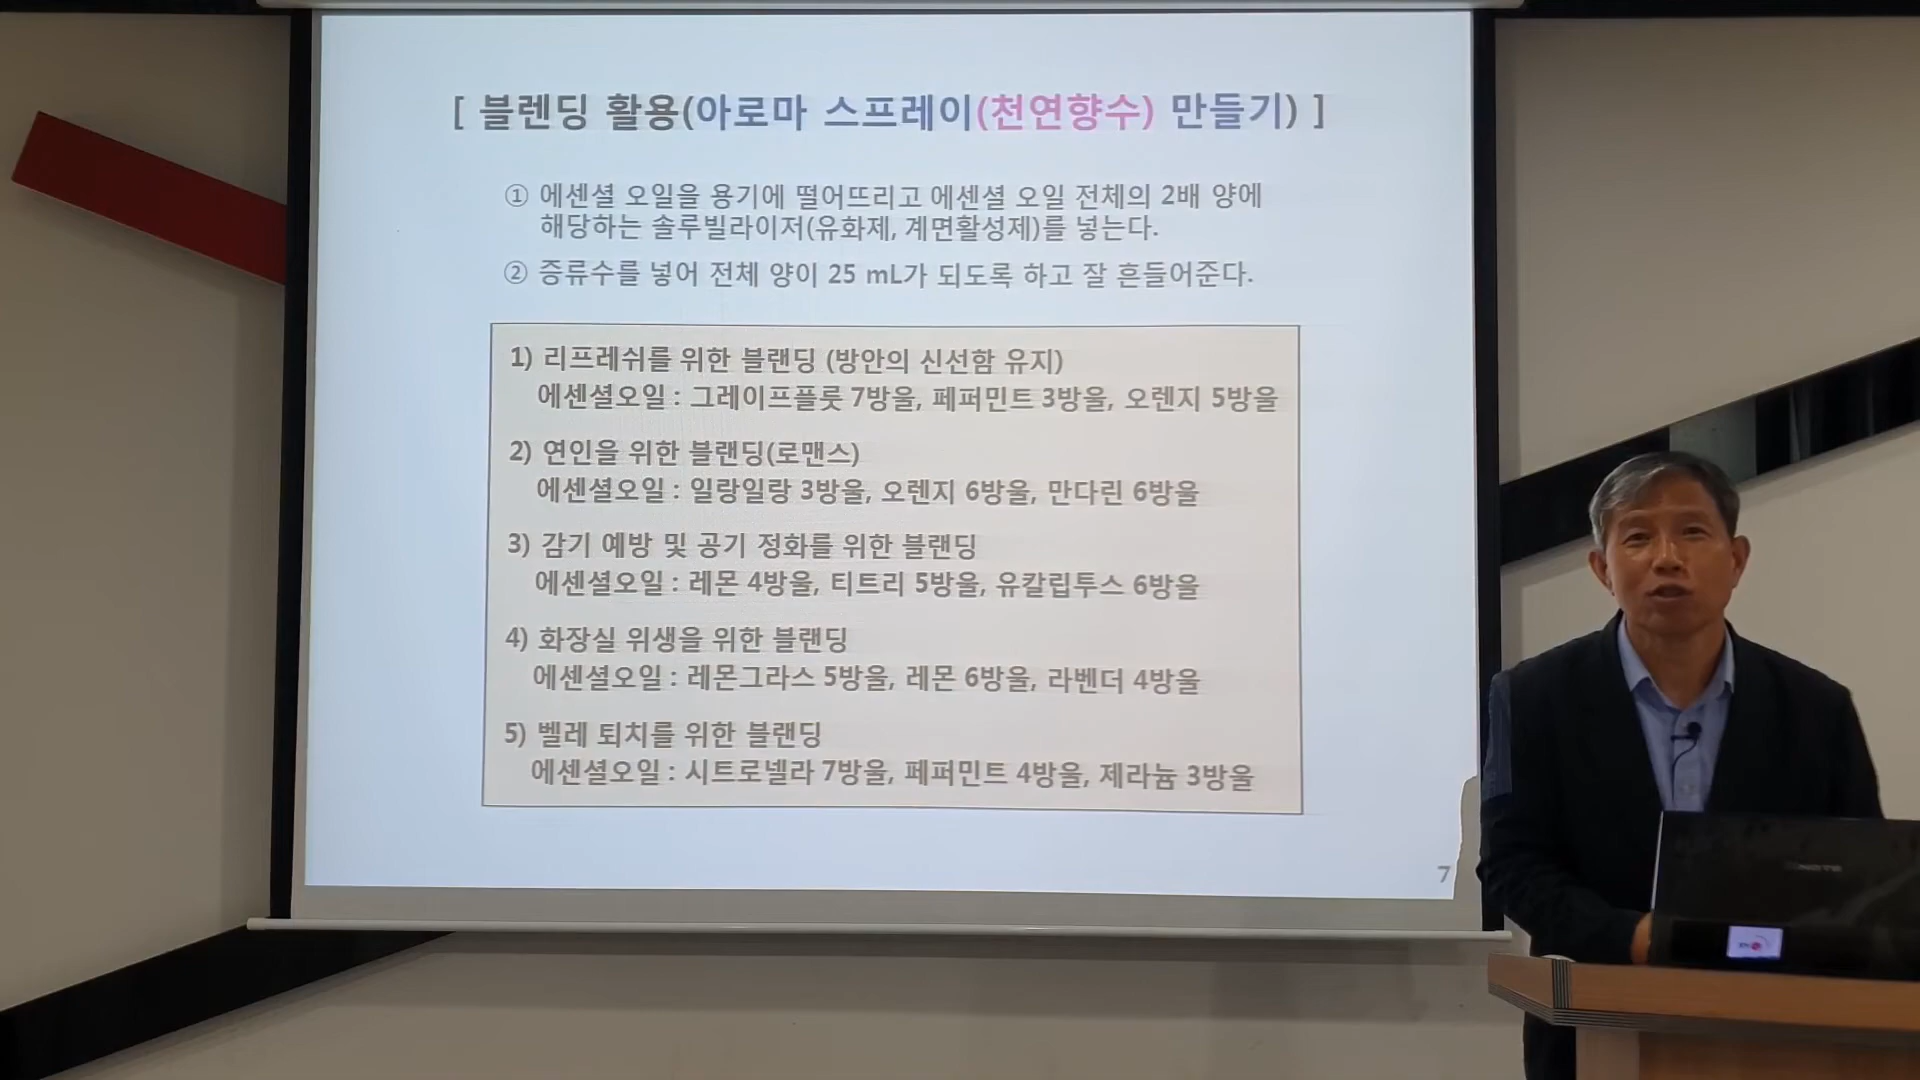 [ 블렌딩 활용(아로마 스프레이(천연향수) 만들기) ]
① 에센셜 오일을 용기에 떨어뜨리고 에센셜 오일 전체의 2배 양에
해당하는 솔루빌라이저(유화제, 계면활성제)를 넣는다.
② 증류수를 넣어 전체 양이 25 mL가 되도록 하고 잘 흔들어준다.
1) 리프레쉬를 위한 블랜딩 (방안의 신선함 유지)
에센셜오일 : 그레이프플룻 7방울, 페퍼민트 3방울, 오렌지 5방울
2) 연인을 위한 블랜딩(로맨스)
에센셜오일 : 일랑일랑 3방울, 오렌지 6방울, 만다린 6방울
3) 감기 예방 및 공기 정화를 위한 블랜딩
에센셜오일 : 레몬 4방울, 티트리 5방울, 유칼립투스 6방울
4) 화장실 위생을 위한 블랜딩
에센셜오일 : 레몬그라스 5방울, 레몬 6방울, 라벤더 4방울
5) 벨레 퇴치를 위한 블랜딩
에센셜오일 : 시트로넬라 7방울, 페퍼민트 4방울, 제라늄 3방울
7